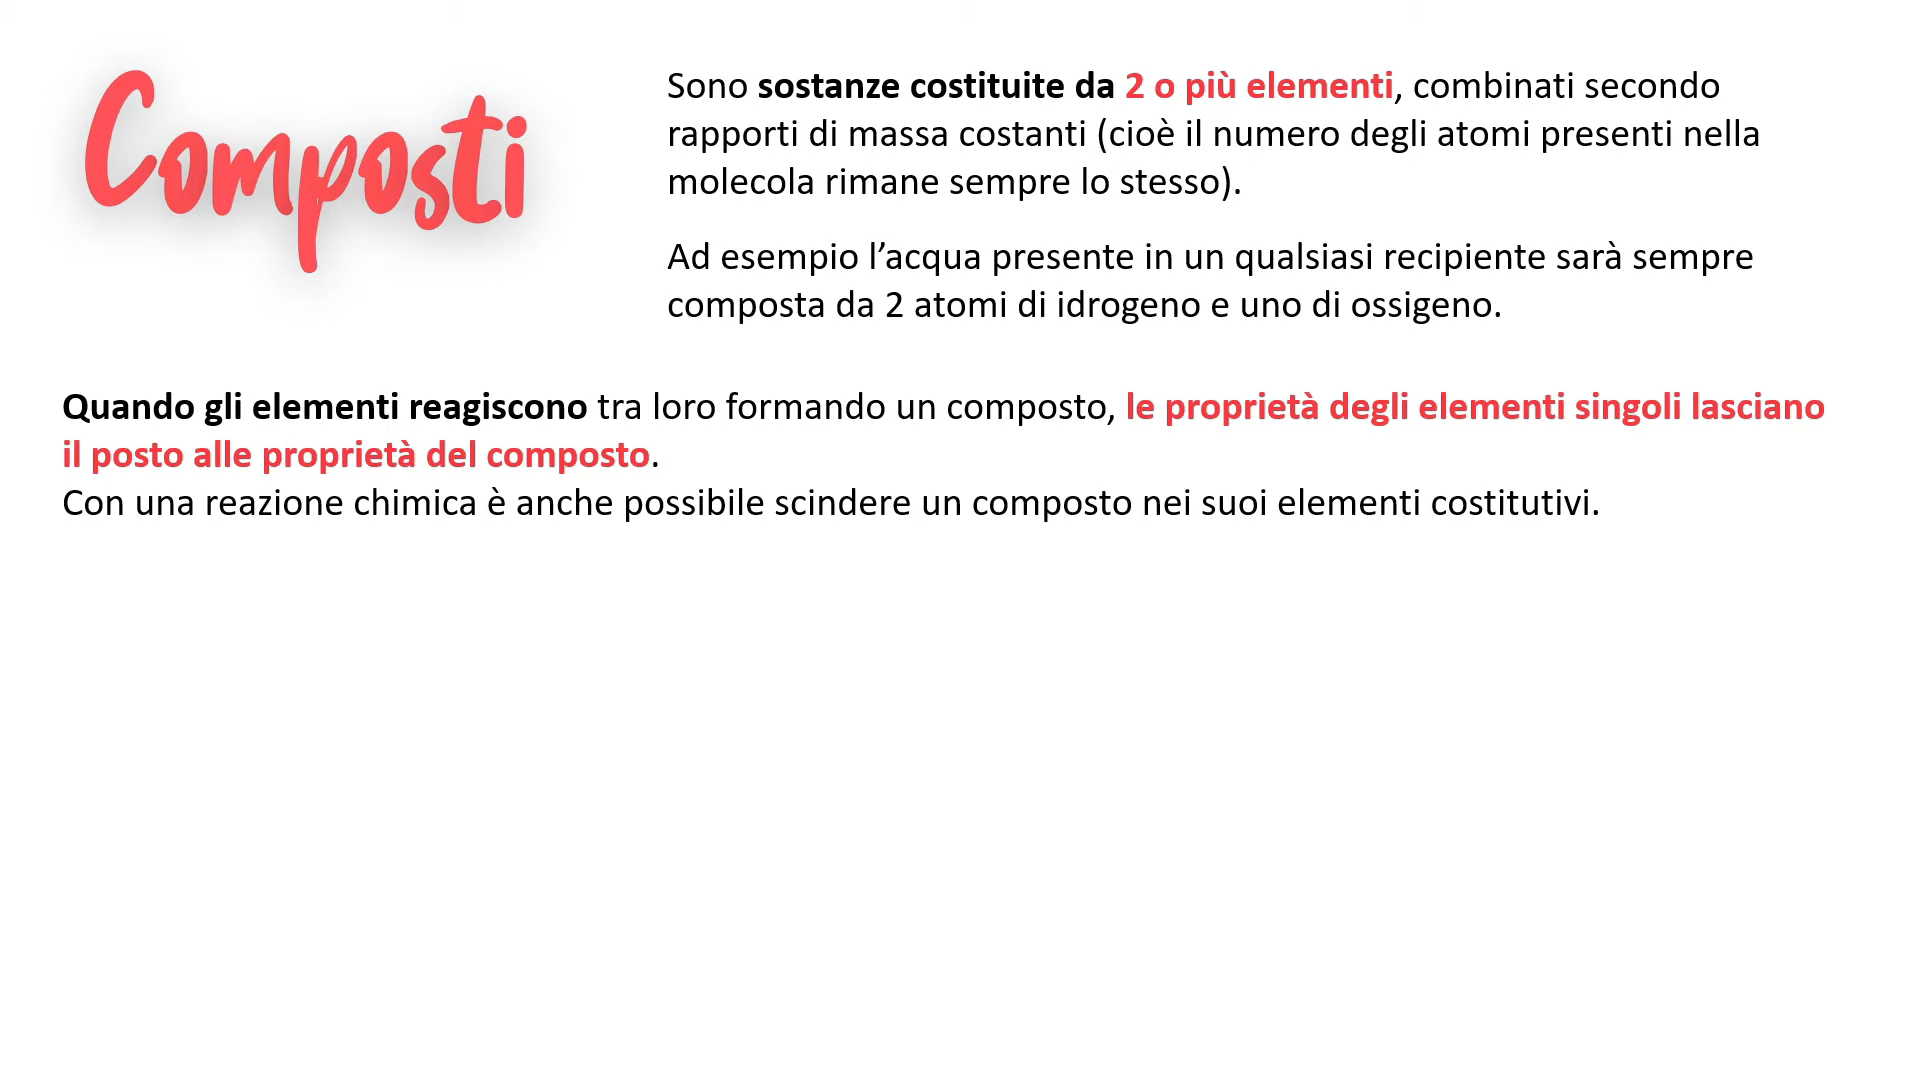 Composti
Sono sostanze costituite da 2 o più elementi, combinati secondo
rapporti di massa costanti (cioè il numero degli atomi presenti nella
molecola rimane sempre lo stesso).
Ad esempio l’acqua presente in un qualsiasi recipiente sarà sempre
composta da 2 atomi di idrogeno e uno di ossigeno.
Quando gli elementi reagiscono tra loro formando un composto, le proprietà degli elementi singoli lasciano
il posto alle proprietà del composto.
Con una reazione chimica è anche possibile scindere un composto nei suoi elementi costitutivi.